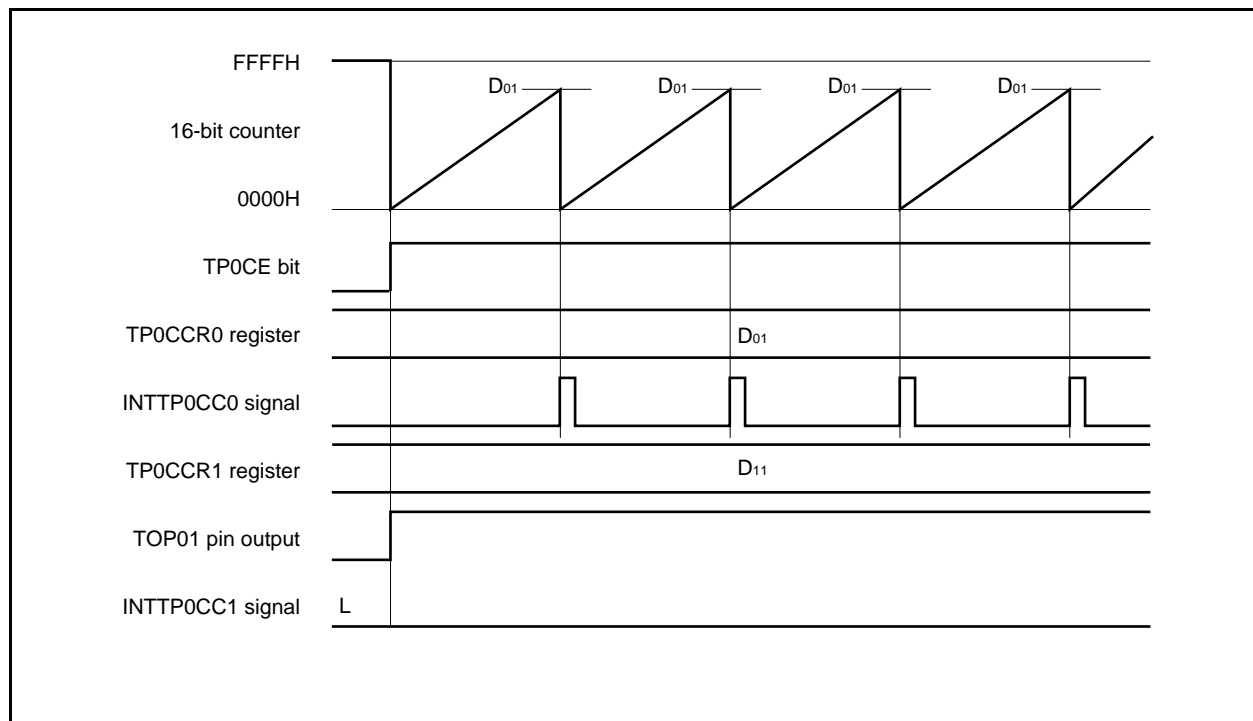 FFFFH
D01 D01 D01 D01
16-bit counter
0000H
TP0CE bit
TP0CCR0 register D01
INTTP0CC0 signal
TP0CCR1 register D11
TOP01 pin output
INTTP0CC1 signal L